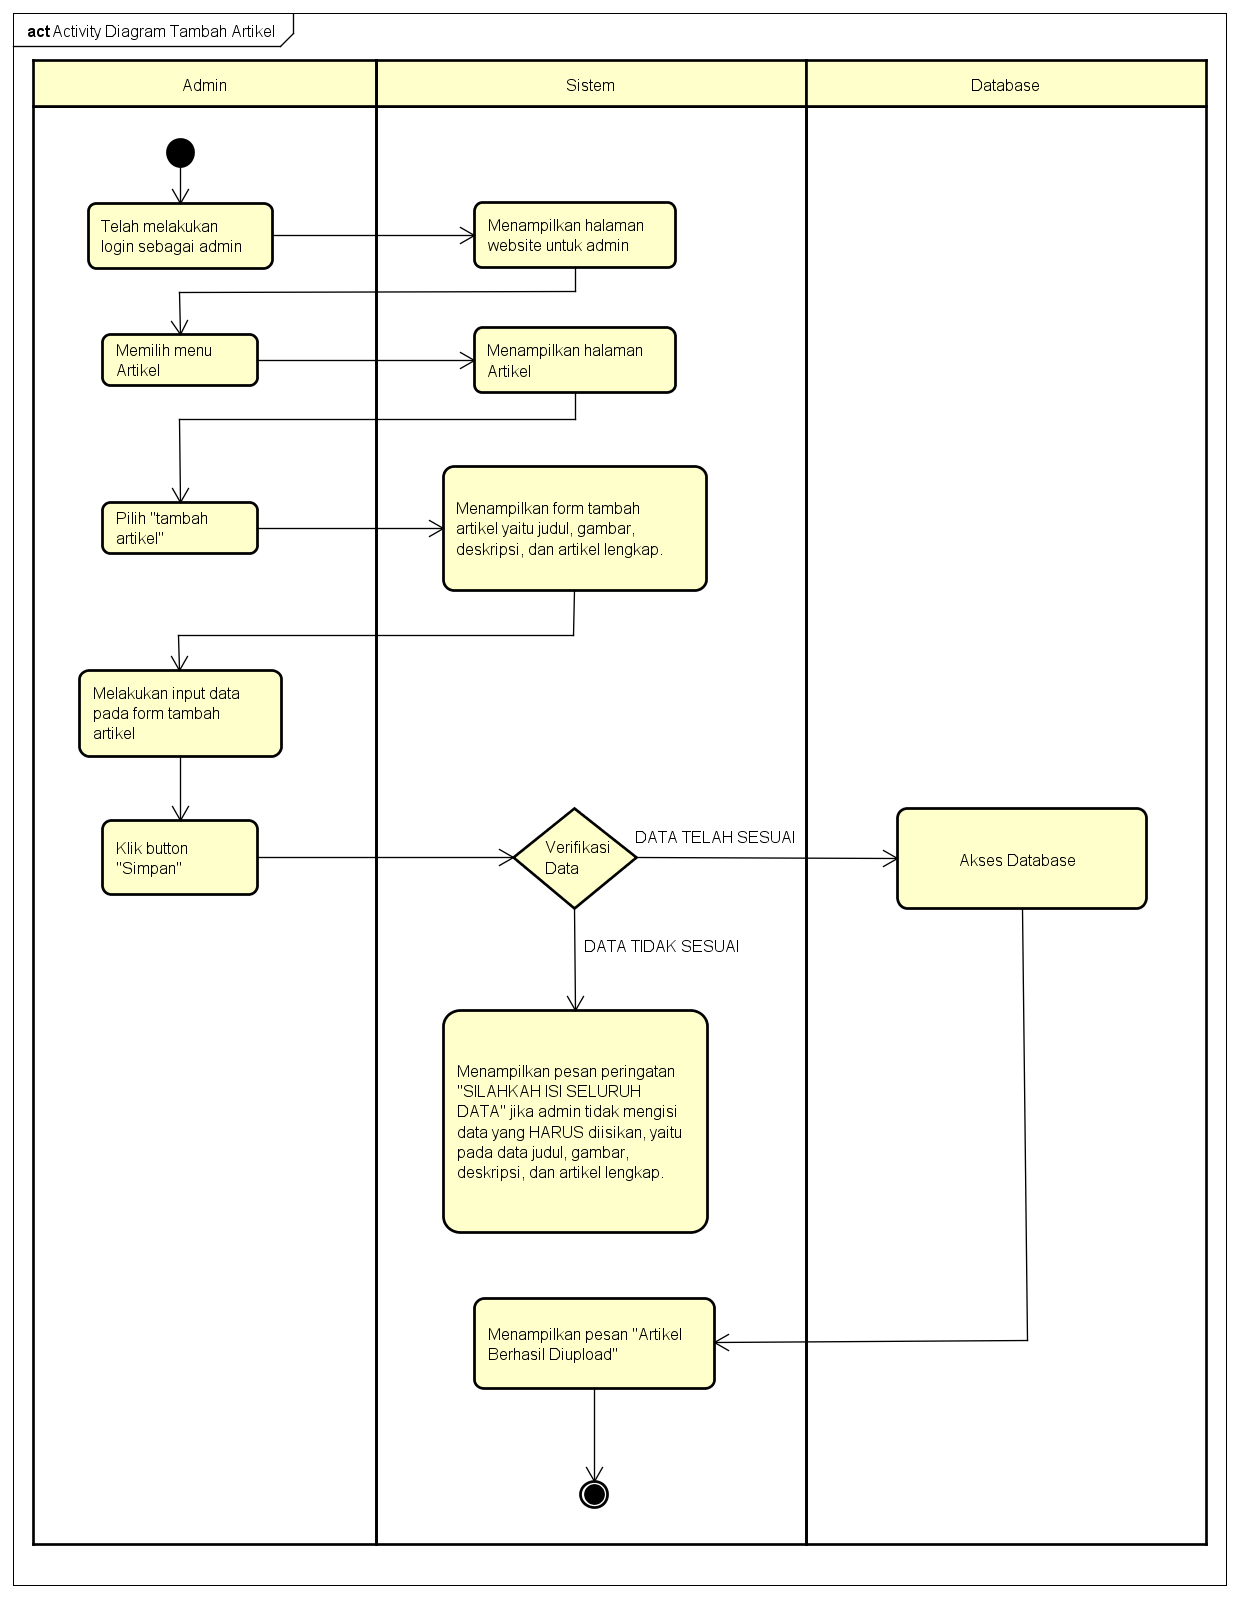 act Activity Diagram Tambah Artikel
Admin
Sistem
Database
Telah melakukan
login sebagai admin
Menampilkan halaman
website untuk admin
Memilih menu
Artikel
Menampilkan halaman
Artikel
Pilih "tambah
artikel"
Menampilkan form tambah
artikel yaitu judul, gambar,
deskripsi, dan artikel lengkap.
Melakukan input data
pada form tambah
artikel
Klik button
"Simpan"
Verifikasi
Data
DATA TELAH SESUAI
Akses Database
DATA TIDAK SESUAI
Menampilkan pesan peringatan
"SILAHKAH ISI SELURUH
DATA" jika admin tidak mengisi
data yang HARUS diisikan, yaitu
pada data judul, gambar,
deskripsi, dan artikel lengkap.
Menampilkan pesan "Artikel
Berhasil Diupload"